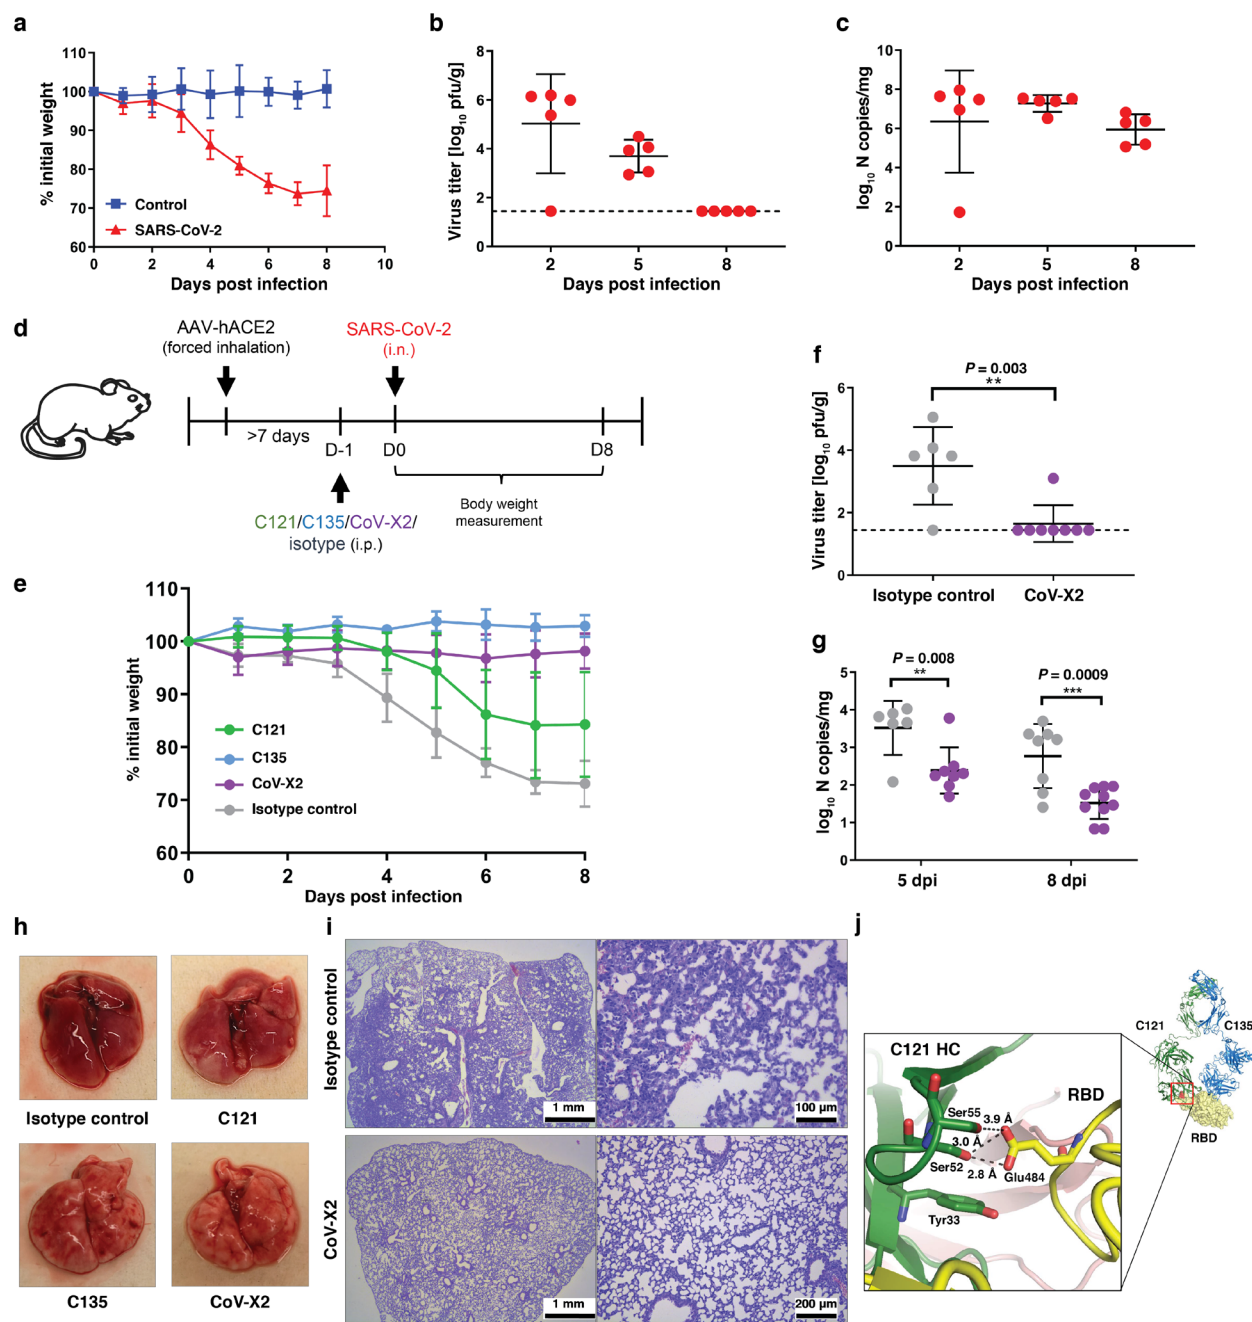 a
110
100
90
80
70
60
% initial weight
Control
SARS-CoV-2
0
2
4
6
8
10
Days post infection
b
8
6
4
2
0
Virus titer [log10 pfu/g]
2
5
8
Days post infection
c
10
8
6
4
2
0
log10 N copies/mg
2
5
8
Days post infection
d
AAV-hACE2
(forced inhalation)
SARS-CoV-2
(i.n.)
>7 days
D-1
D0
D8
C121/C135/CoV-X2/
isotype (i.p.)
Body weight
measurement
e
110
100
90
80
70
60
% initial weight
C121
C135
CoV-X2
Isotype control
0
2
4
6
8
Days post infection
f
P = 0.003
**
6
4
2
0
Virus titer [log10 pfu/g]
Isotype control
CoV-X2
g
P = 0.008
**
P = 0.0009
***
5
4
3
2
1
0
log10 N copies/mg
5 dpi
8 dpi
h
Isotype control
C121
C135
CoV-X2
i
Isotype control
1 mm
100 µm
CoV-X2
1 mm
200 µm
j
C121 HC
RBD
Ser55
3.9 Å
3.0 Å
Ser52
2.8 Å
Glu484
Tyr33
C121
C135
RBD